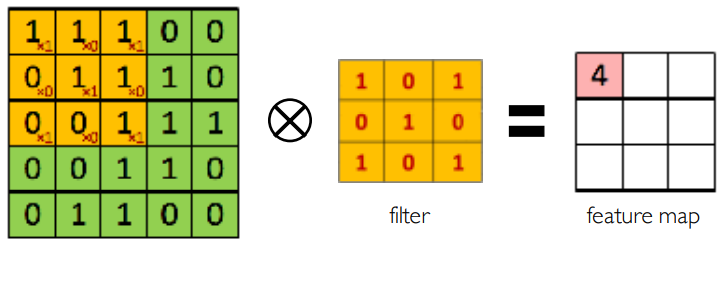 1×1 1×0 1×1 0 0
0×0 1×1 1×0 1 0
0×1 0×0 1×1 1 1
0 0 1 1 0
0 1 1 0 0
1 0 1
0 1 0
1 0 1
filter
=
4
feature map